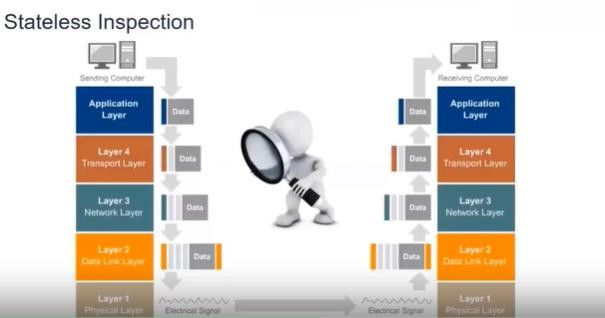 Stateless Inspection
Sending Computer
Receiving Computer
Application
Layer
Data
Data
Application
Layer
Layer 4
Transport Layer
Data
Data
Layer 4
Transport Layer
Layer 3
Network Layer
Data
Data
Layer 3
Network Layer
Layer 2
Data Link Layer
Data
Data
Layer 2
Data Link Layer
Layer 1
Physical Layer
Electrical Signal
Electrical Signal
Layer 1
Physical Layer